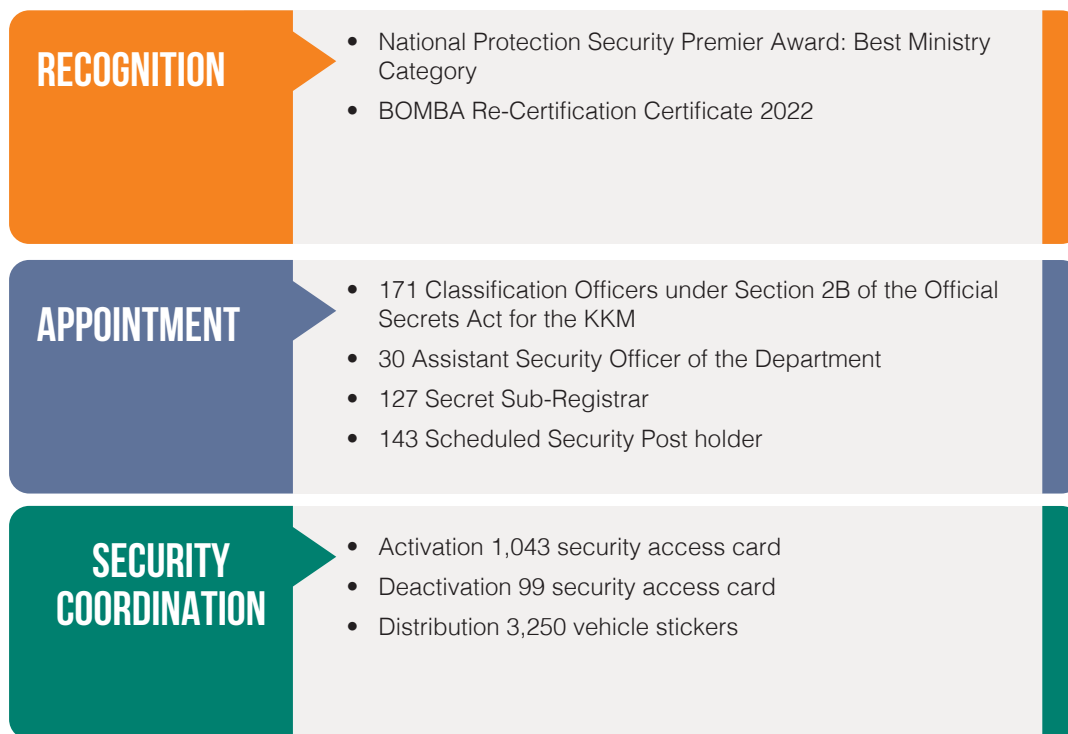 RECOGNITION
• National Protection Security Premier Award: Best Ministry
Category
• BOMBA Re-Certification Certificate 2022
APPOINTMENT
• 171 Classification Officers under Section 2B of the Official
Secrets Act for the KKM
• 30 Assistant Security Officer of the Department
• 127 Secret Sub-Registrar
• 143 Scheduled Security Post holder
SECURITY
COORDINATION
• Activation 1,043 security access card
• Deactivation 99 security access card
• Distribution 3,250 vehicle stickers